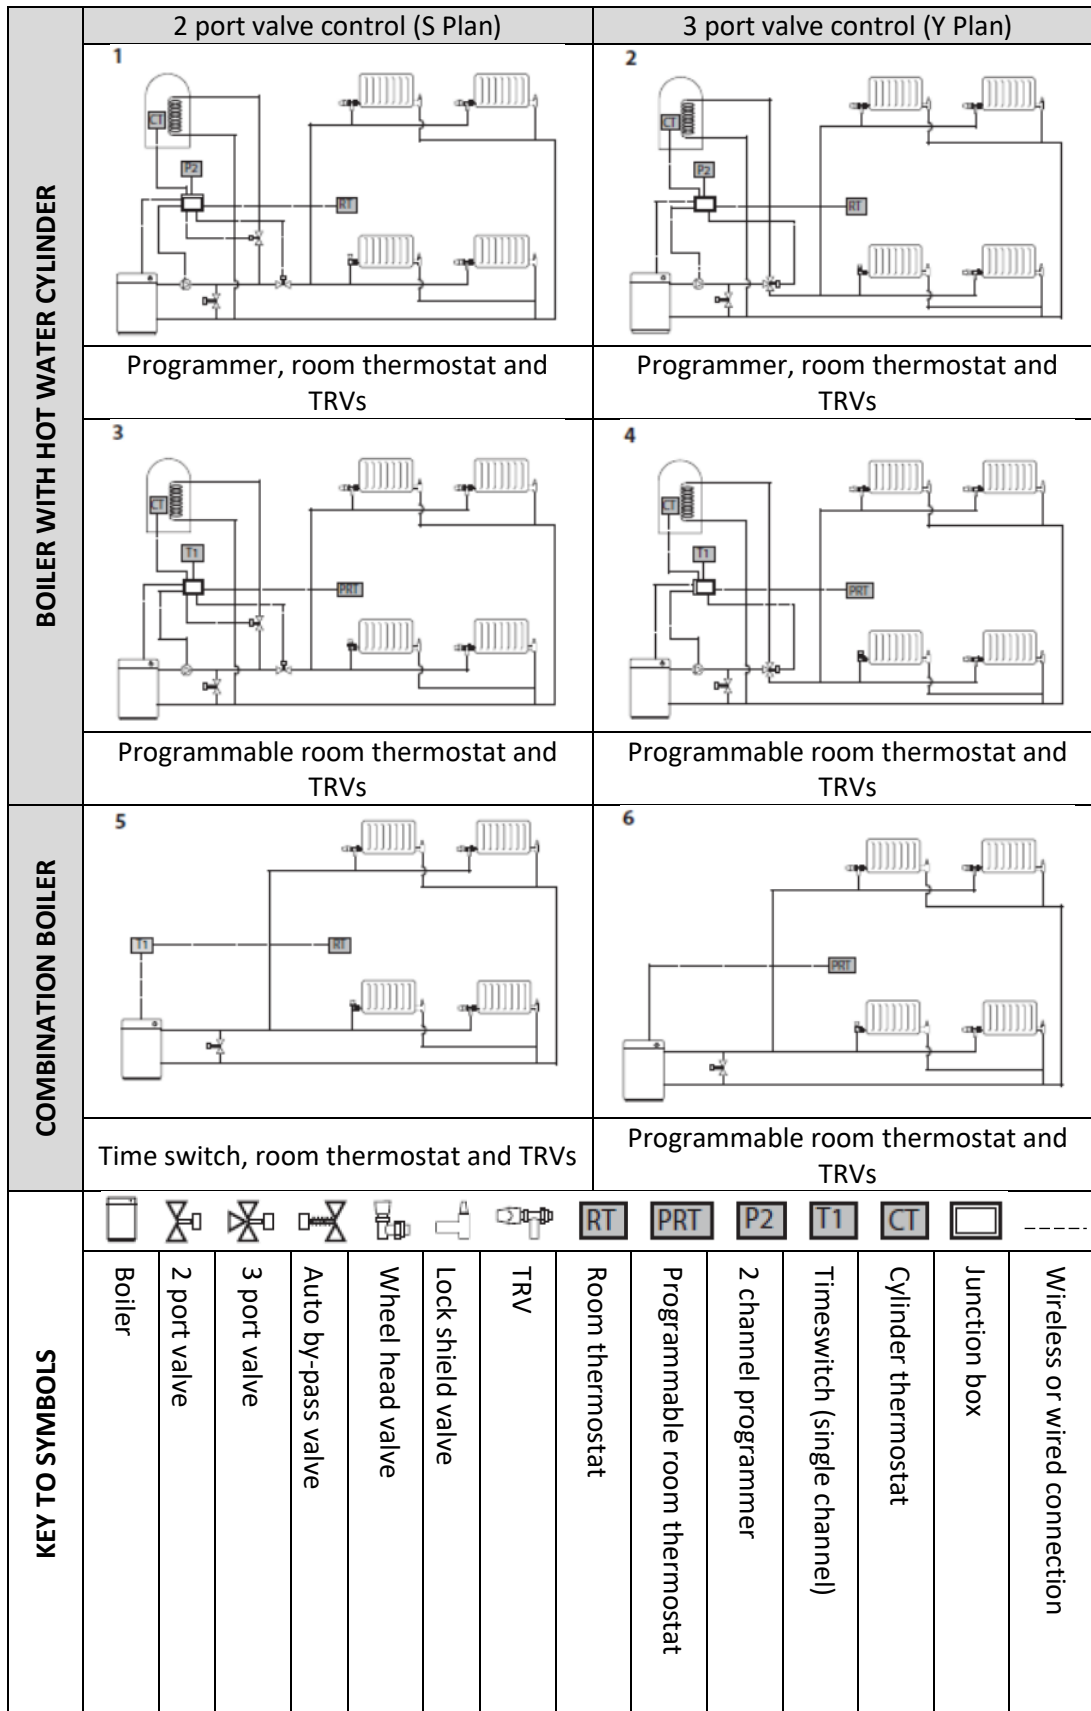 2 port valve control (S Plan)
3 port valve control (Y Plan)
BOILER WITH HOT WATER CYLINDER
1
CT
P2
RT
2
CT
P2
RT
Programmer, room thermostat and
TRVs
Programmer, room thermostat and
TRVs
3
CT
T1
PRT
4
CT
T1
PRT
Programmable room thermostat and
TRVs
Programmable room thermostat and
TRVs
COMBINATION BOILER
5
T1
RT
6
PRT
Time switch, room thermostat and TRVs
Programmable room thermostat and
TRVs
KEY TO SYMBOLS
RT
PRT
P2
T1
CT
Boiler
2 port valve
3 port valve
Auto by-pass valve
Wheel head valve
Lock shield valve
TRV
Room thermostat
Programmable room thermostat
2 channel programmer
Timeswitch (single channel)
Cylinder thermostat
Junction box
Wireless or wired connection